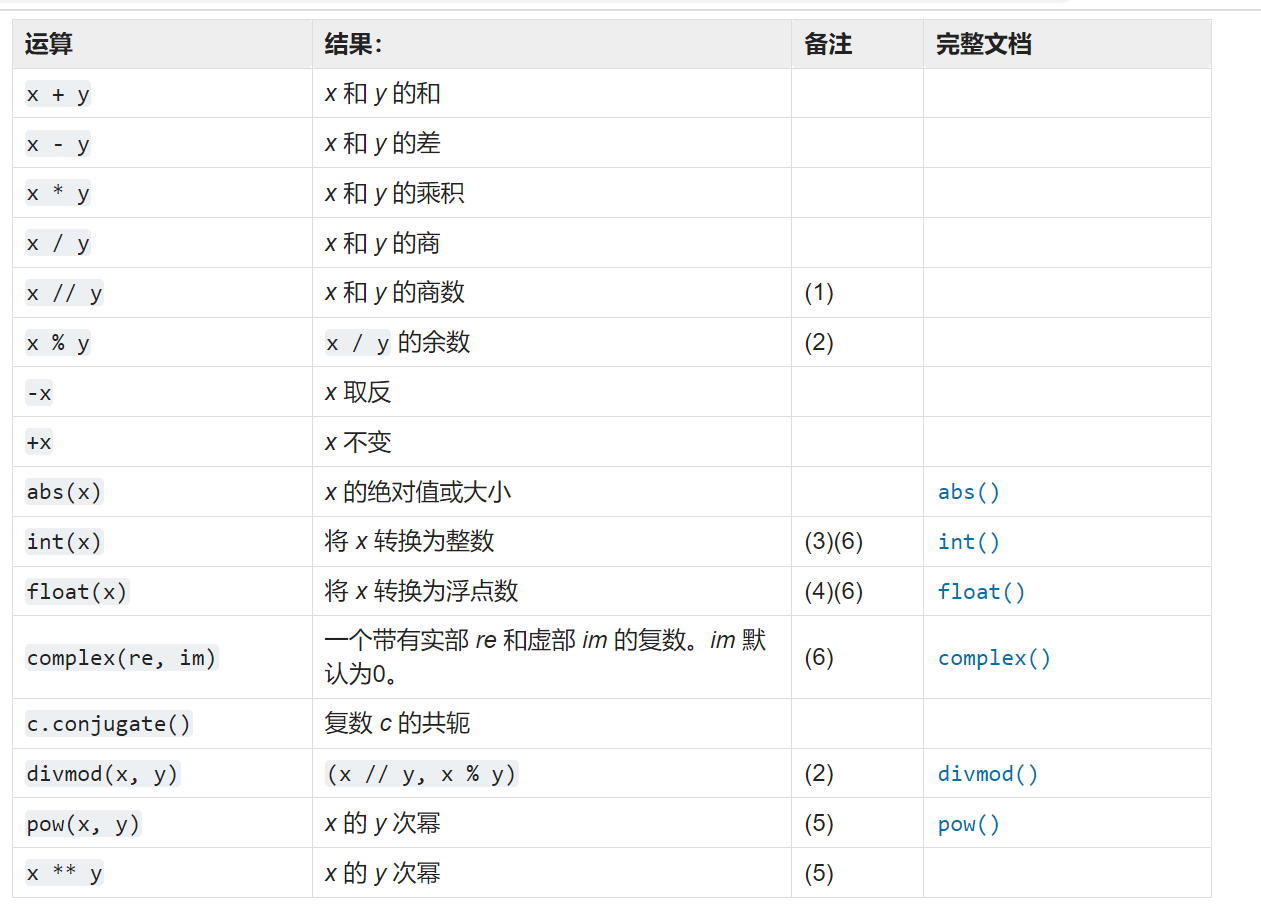 运算 结果： 备注 完整文档
x + y x 和 y 的和
x - y x 和 y 的差
x * y x 和 y 的乘积
x / y x 和 y 的商
x // y x 和 y 的商数 (1)
x % y x / y 的余数 (2)
-x x 取反
+x x 不变
abs(x) x 的绝对值或大小 abs()
int(x) 将 x 转换为整数 (3)(6) int()
float(x) 将 x 转换为浮点数 (4)(6) float()
complex(re, im) 一个带有实部 re 和虚部 im 的复数。im 默
认为0。 (6) complex()
c.conjugate() 复数 c 的共轭
divmod(x, y) (x // y, x % y) (2) divmod()
pow(x, y) x 的 y 次幂 (5) pow()
x ** y x 的 y 次幂 (5)